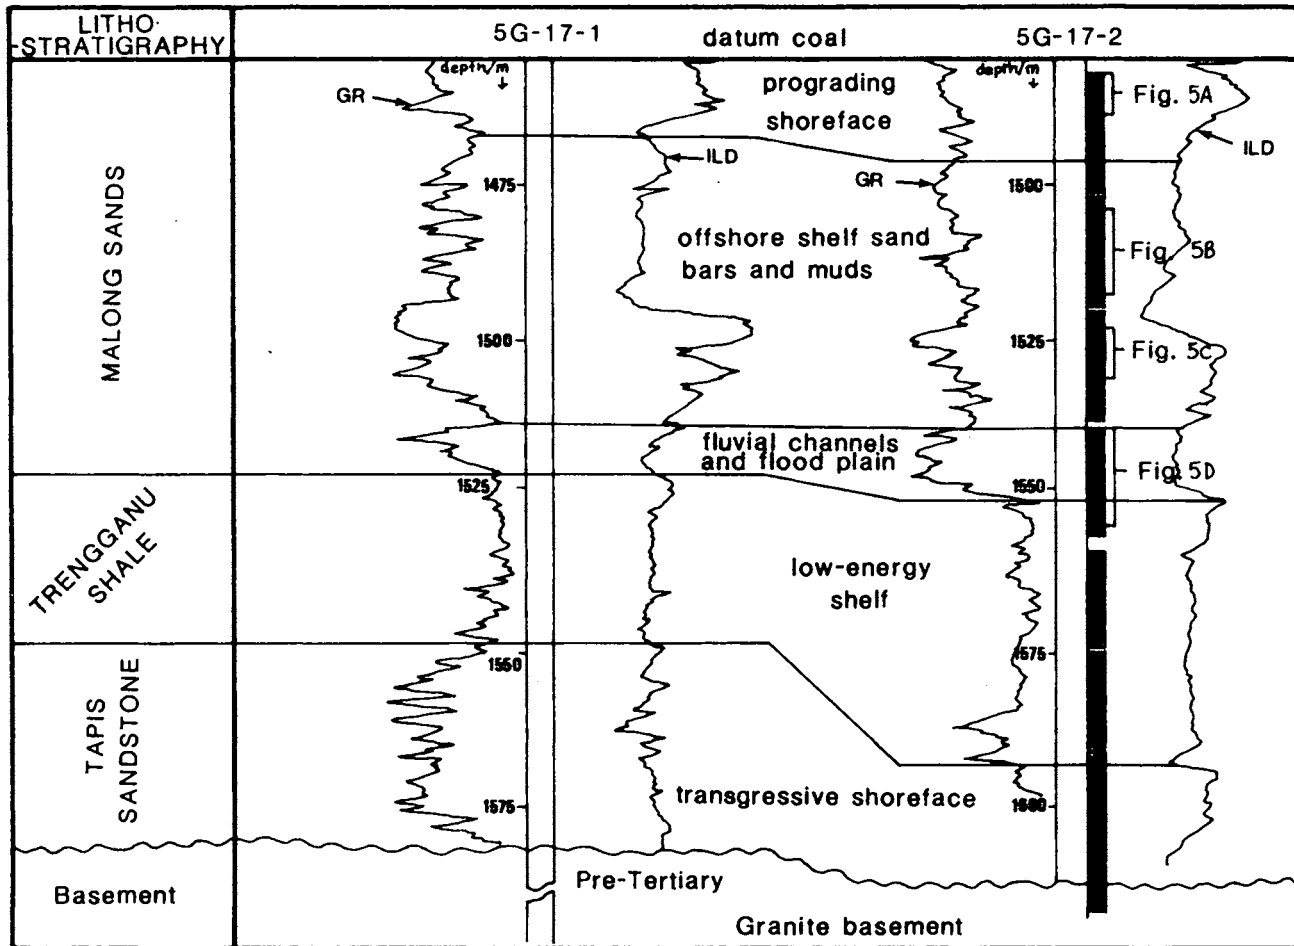 LITHO-
STRATIGRAPHY
5G-17-1
datum coal
5G-17-2
depth/m
depth/m
GR
prograding
shoreface
Fig. 5A
ILD
ILD
GR
1475
1500
MALONG SANDS
offshore shelf sand
bars and muds
Fig. 5B
1500
1525
Fig. 5C
fluvial channels
and flood plain
Fig. 5D
1525
1550
TRENGGANU
SHALE
low-energy
shelf
1550
1575
TAPIS
SANDSTONE
transgressive shoreface
1575
Basement
Pre-Tertiary
Granite basement